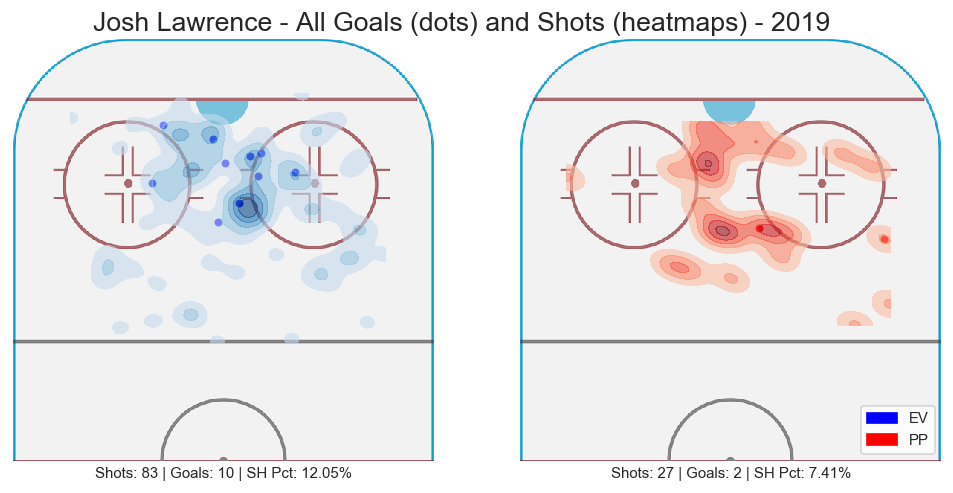 Josh Lawrence - All Goals (dots) and Shots (heatmaps) - 2019
EV
PP
Shots: 83 | Goals: 10 | SH Pct: 12.05%
Shots: 27 | Goals: 2 | SH Pct: 7.41%